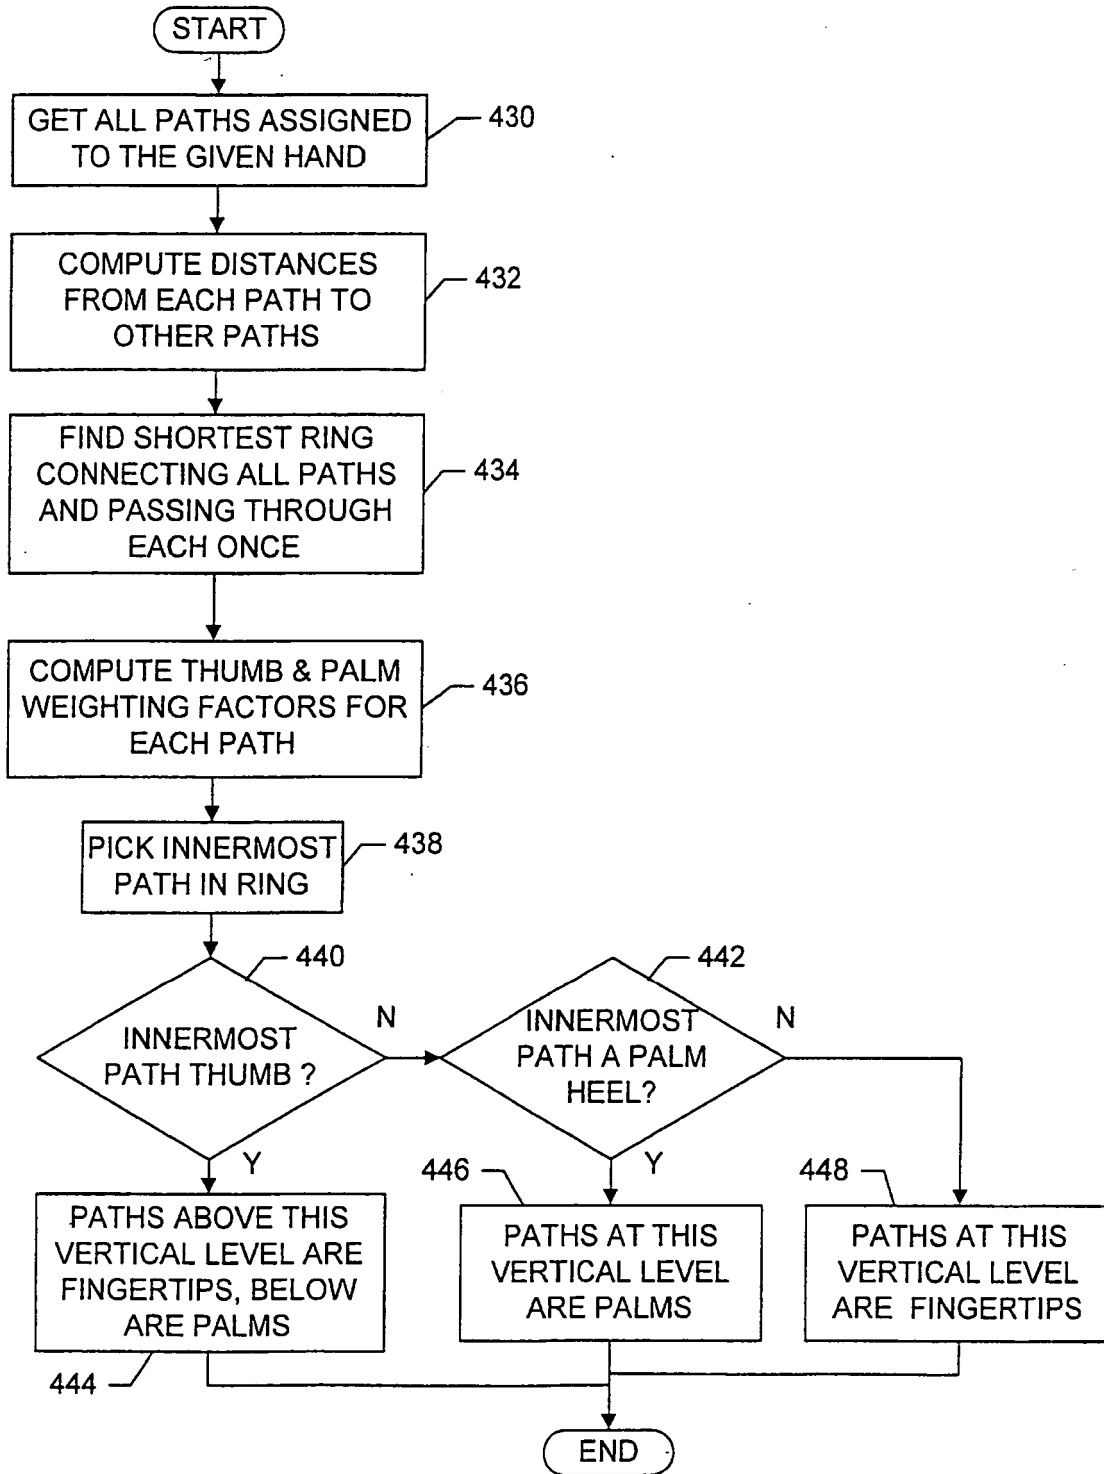 START
GET ALL PATHS ASSIGNED
TO THE GIVEN HAND
430
COMPUTE DISTANCES
FROM EACH PATH TO
OTHER PATHS
432
FIND SHORTEST RING
CONNECTING ALL PATHS
AND PASSING THROUGH
EACH ONCE
434
COMPUTE THUMB & PALM
WEIGHTING FACTORS FOR
EACH PATH
436
PICK INNERMOST
PATH IN RING
438
440
INNERMOST
PATH THUMB ?
N
Y
442
INNERMOST
PATH A PALM
HEEL?
N
Y
PATHS ABOVE THIS
VERTICAL LEVEL ARE
FINGERTIPS, BELOW
ARE PALMS
444
446
PATHS AT THIS
VERTICAL LEVEL
ARE PALMS
448
PATHS AT THIS
VERTICAL LEVEL
ARE FINGERTIPS
END